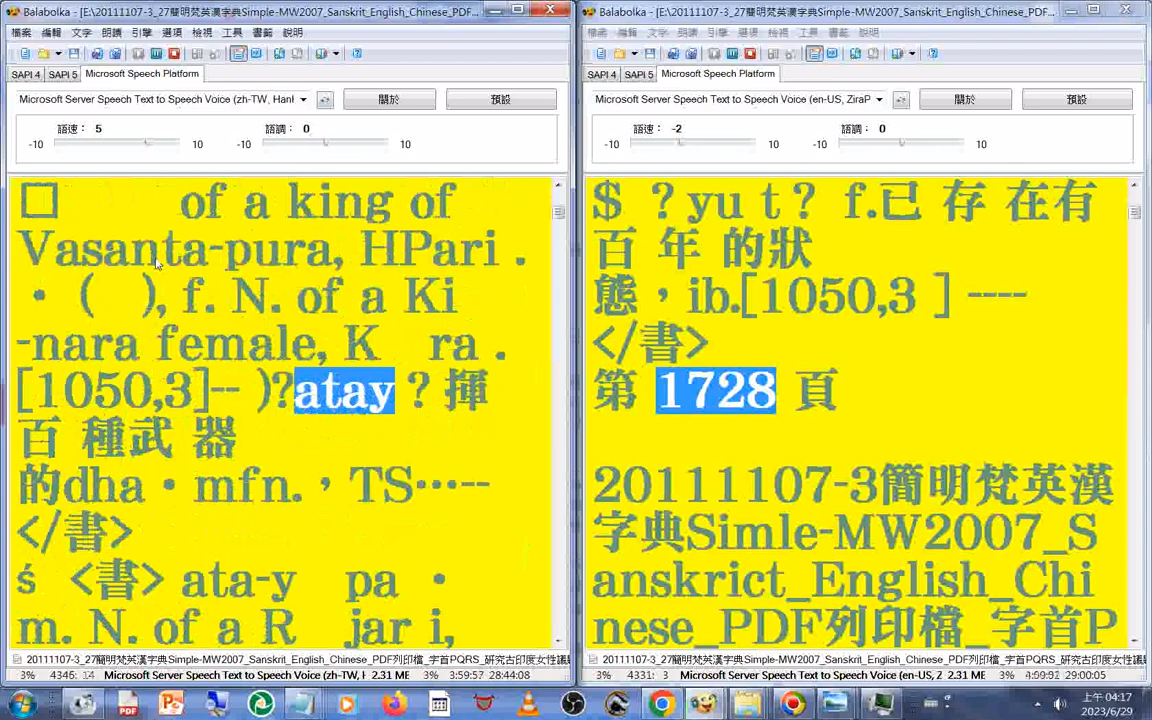 Balabolka - [E:\20111107-3_27簡明梵英漢字典Simple-MW2007_Sanskrit_English_Chinese_PDF...
檔案 編輯 文字 朗讀 引擎 選項 檢視 工具 書籤 說明
SAPI 4 SAPI 5 Microsoft Speech Platform
Microsoft Server Speech Text to Speech Voice (zh-TW, Hanl
關於 預設
語速： 5 語調： 0
-10 10 -10 10
□ of a king of
Vasanta-pura, HPari .
• ( ), f. N. of a Ki
-nara female, K ra .
[1050,3]-- )?atay ? 揮
百 種武 器
的dha • mfn. , TS…--
</書>
ś <書> ata-y pa •
m. N. of a R jar i,
20111107-3_27簡明梵英漢字典Simple-MW2007_Sanskrit_English_Chinese_PDF列印檔_字首PQRS_研究古印度女性議
3% 4345: 14 Microsoft Server Speech Text to Speech Voice (zh-TW, H 2.31 MB 3% 3:59:57 28:44:08
Balabolka - [E:\20111107-3_27簡明梵英漢字典Simple-MW2007_Sanskrit_English_Chinese_PDF...
檔案 編輯 文字 朗讀 引擎 選項 檢視 工具 書籤 說明
SAPI 4 SAPI 5 Microsoft Speech Platform
Microsoft Server Speech Text to Speech Voice (en-US, ZiraP
關於 預設
語速： -2 語調： 0
-10 10 -10 10
$ ？yu t？ f.已 存 在有
百 年 的狀
態，ib.[1050,3 ] ----
</書>
第 1728 頁
20111107-3簡明梵英漢
字典Simle-MW2007_S
anskrict_English_Chi
nese_PDF列印檔_字首P
20111107-3_27簡明梵英漢字典Simple-MW2007_Sanskrit_English_Chinese_PDF列印檔_字首PQRS_研究古印度女性議
3% 4331: Microsoft Server Speech Text to Speech Voice (en-US, Z 2.31 MB 3% 29:00:05
上午 04:17
2023/6/29